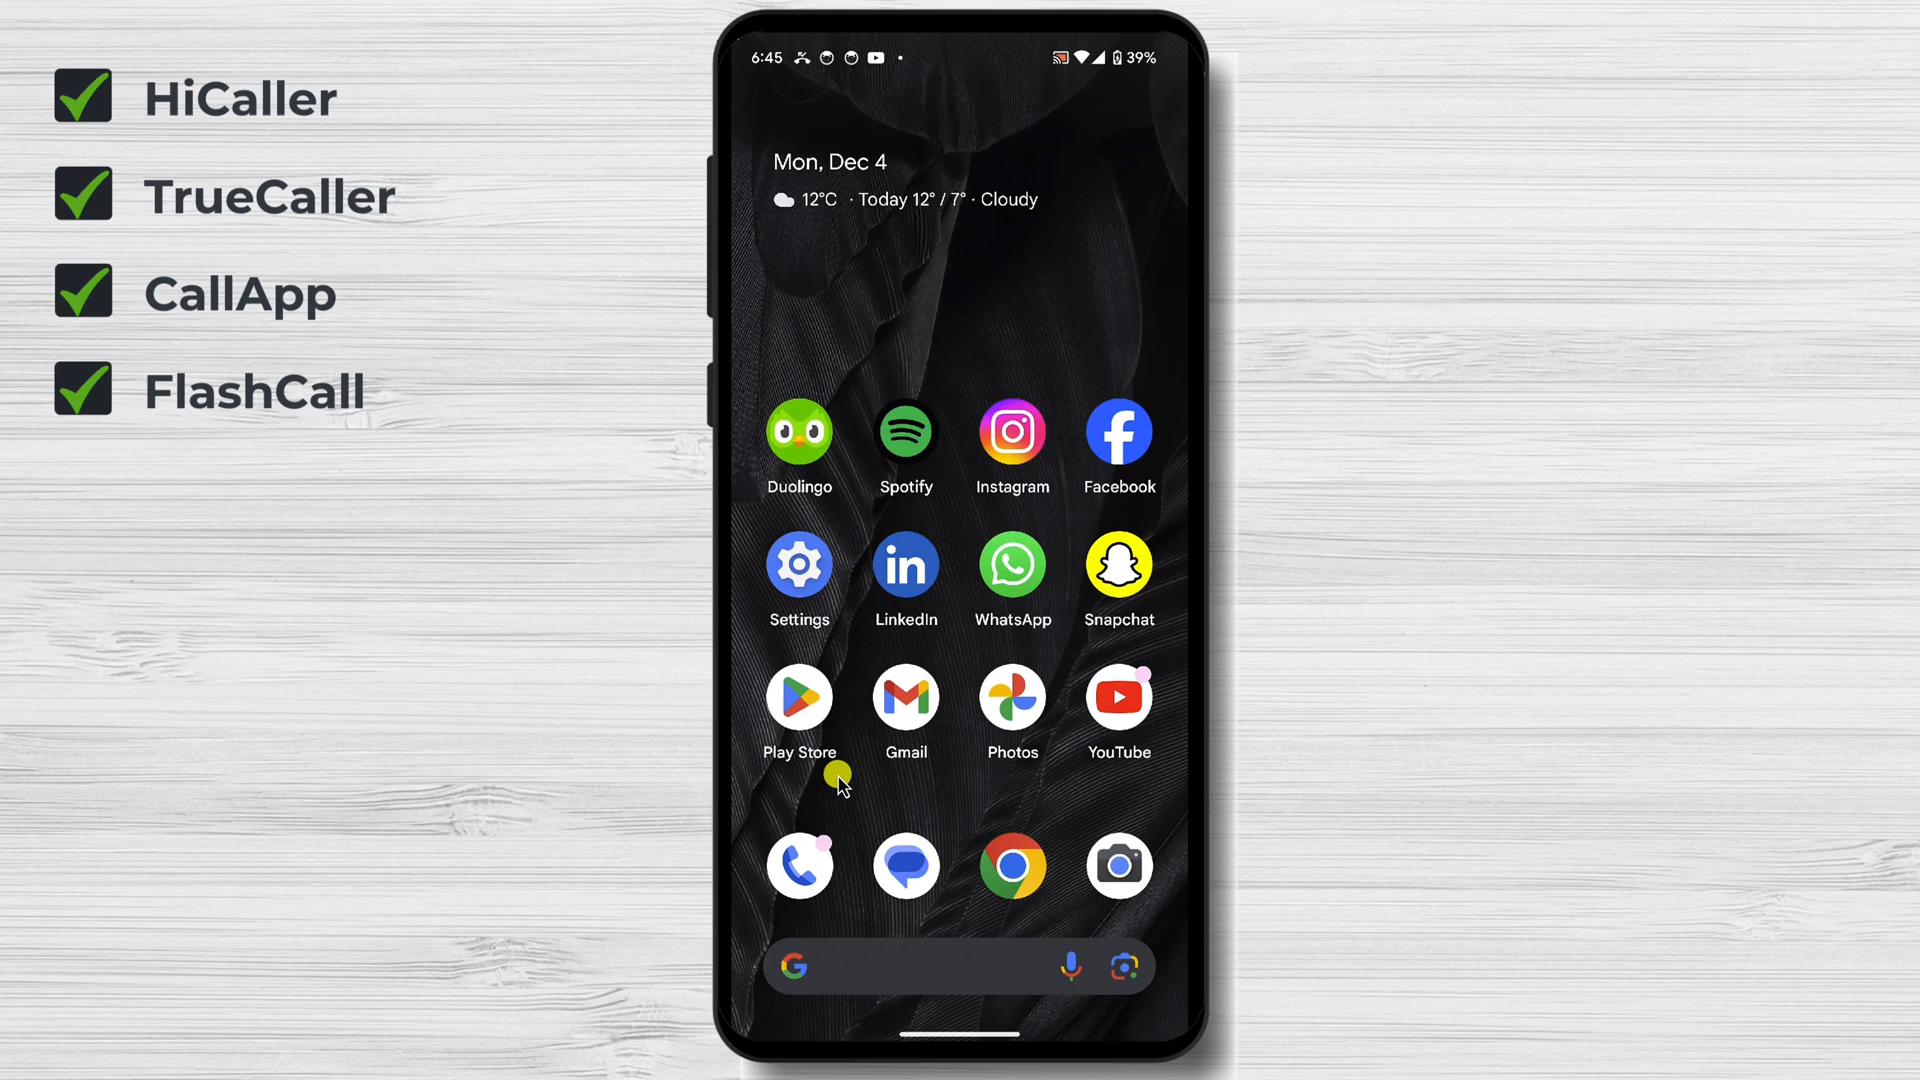 HiCaller
TrueCaller
CallApp
FlashCall
6:45
39%
Mon, Dec 4
12°C · Today 12° / 7° · Cloudy
Duolingo Spotify Instagram Facebook
Settings LinkedIn WhatsApp Snapchat
Play Store Gmail Photos YouTube